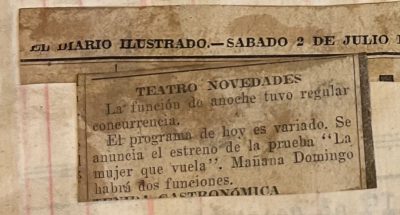 EL DIARIO ILUSTRADO.—SABADO 2 DE JULIO
TEATRO NOVEDADES
La función de anoche tuvo regular
concurrencia.
El programa de hoy es variado. Se
anuncia el estreno de la prueba "La
mujer que vuela". Mañana Domingo
habrá dos funciones.
GASTRONÓMICA